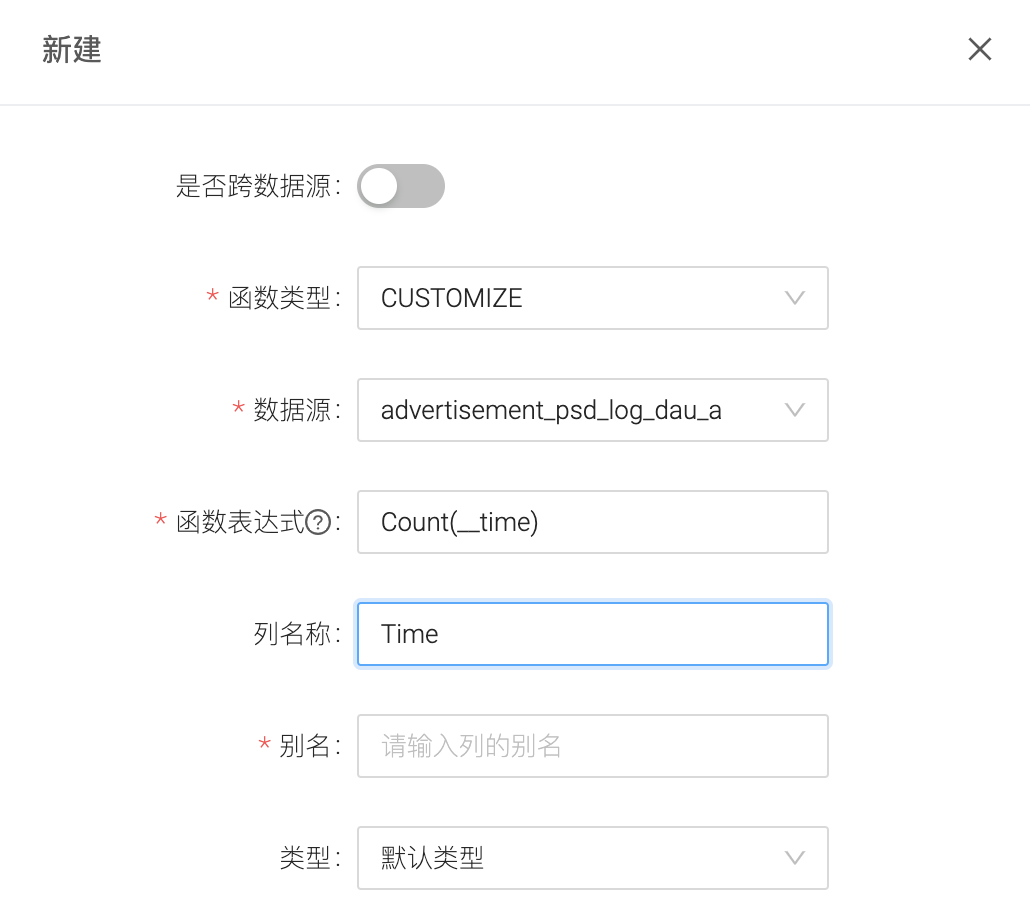 新建
是否跨数据源:
* 函数类型: CUSTOMIZE
* 数据源: advertisement_psd_log_dau_a
* 函数表达式?: Count(__time)
列名称: Time
* 别名: 请输入列的别名
类型: 默认类型